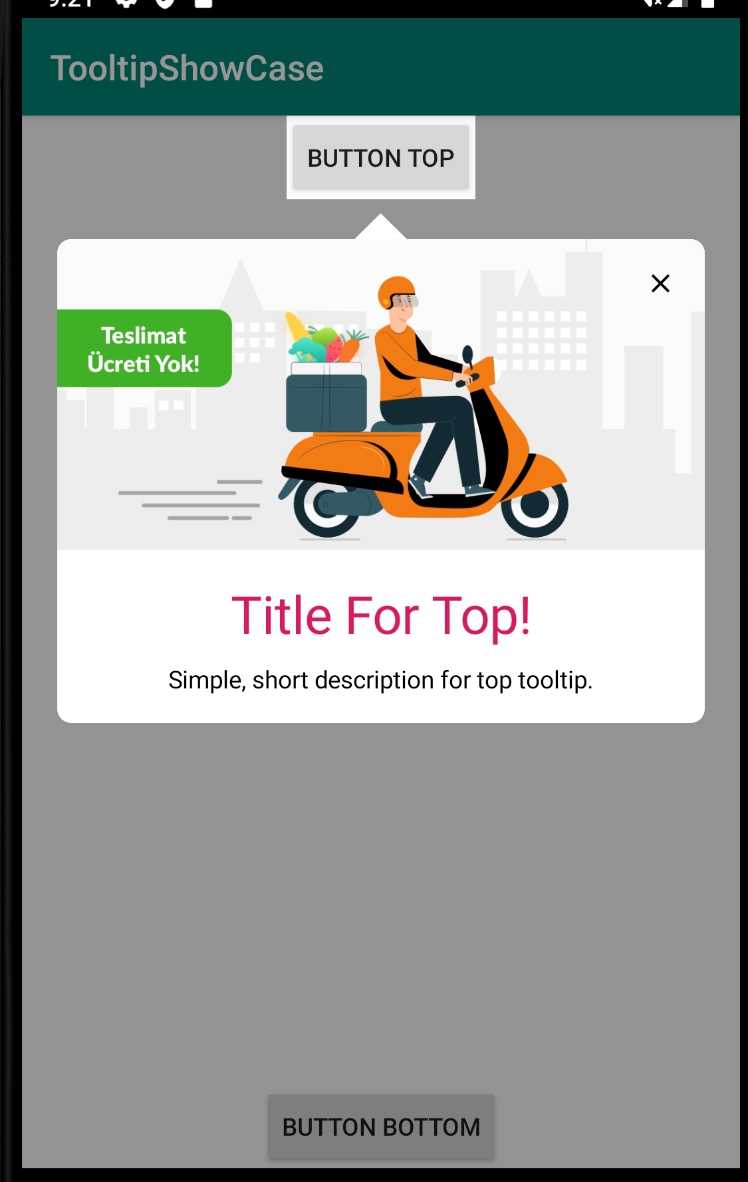 9:21
TooltipShowCase
BUTTON TOP
Teslimat
Ücreti Yok!
Title For Top!
Simple, short description for top tooltip.
BUTTON BOTTOM